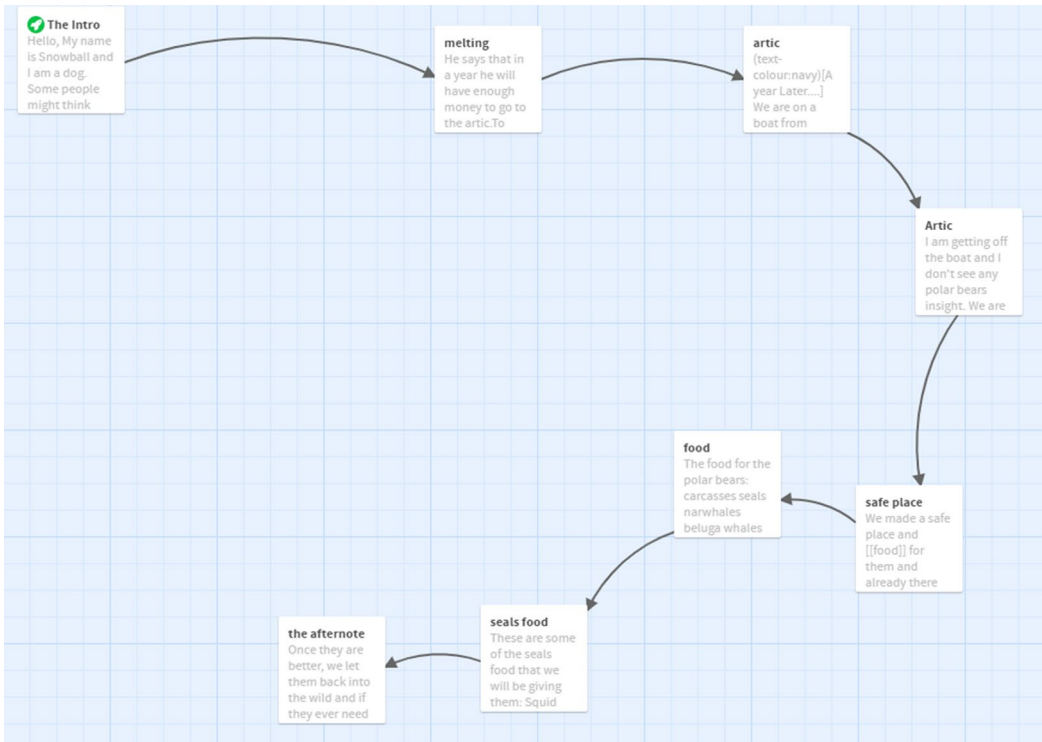 The Intro
Hello, My name
is Snowball and
I am a dog.
Some people
might think
melting
He says that in
a year he will
have enough
money to go to
the artic.To
artic
(text-
colour:navy)[A
year Later....]
We are on a
boat from
Artic
I am getting off
the boat and I
don't see any
polar bears
insight. We are
safe place
We made a safe
place and
[[food]] for
them and
already there
food
The food for the
polar bears:
carcasses seals
narwhales
beluga whales
seals food
These are some
of the seals
food that we
will be giving
them: Squid
the afternote
Once they are
better, we let
them back into
the wild and if
they ever need